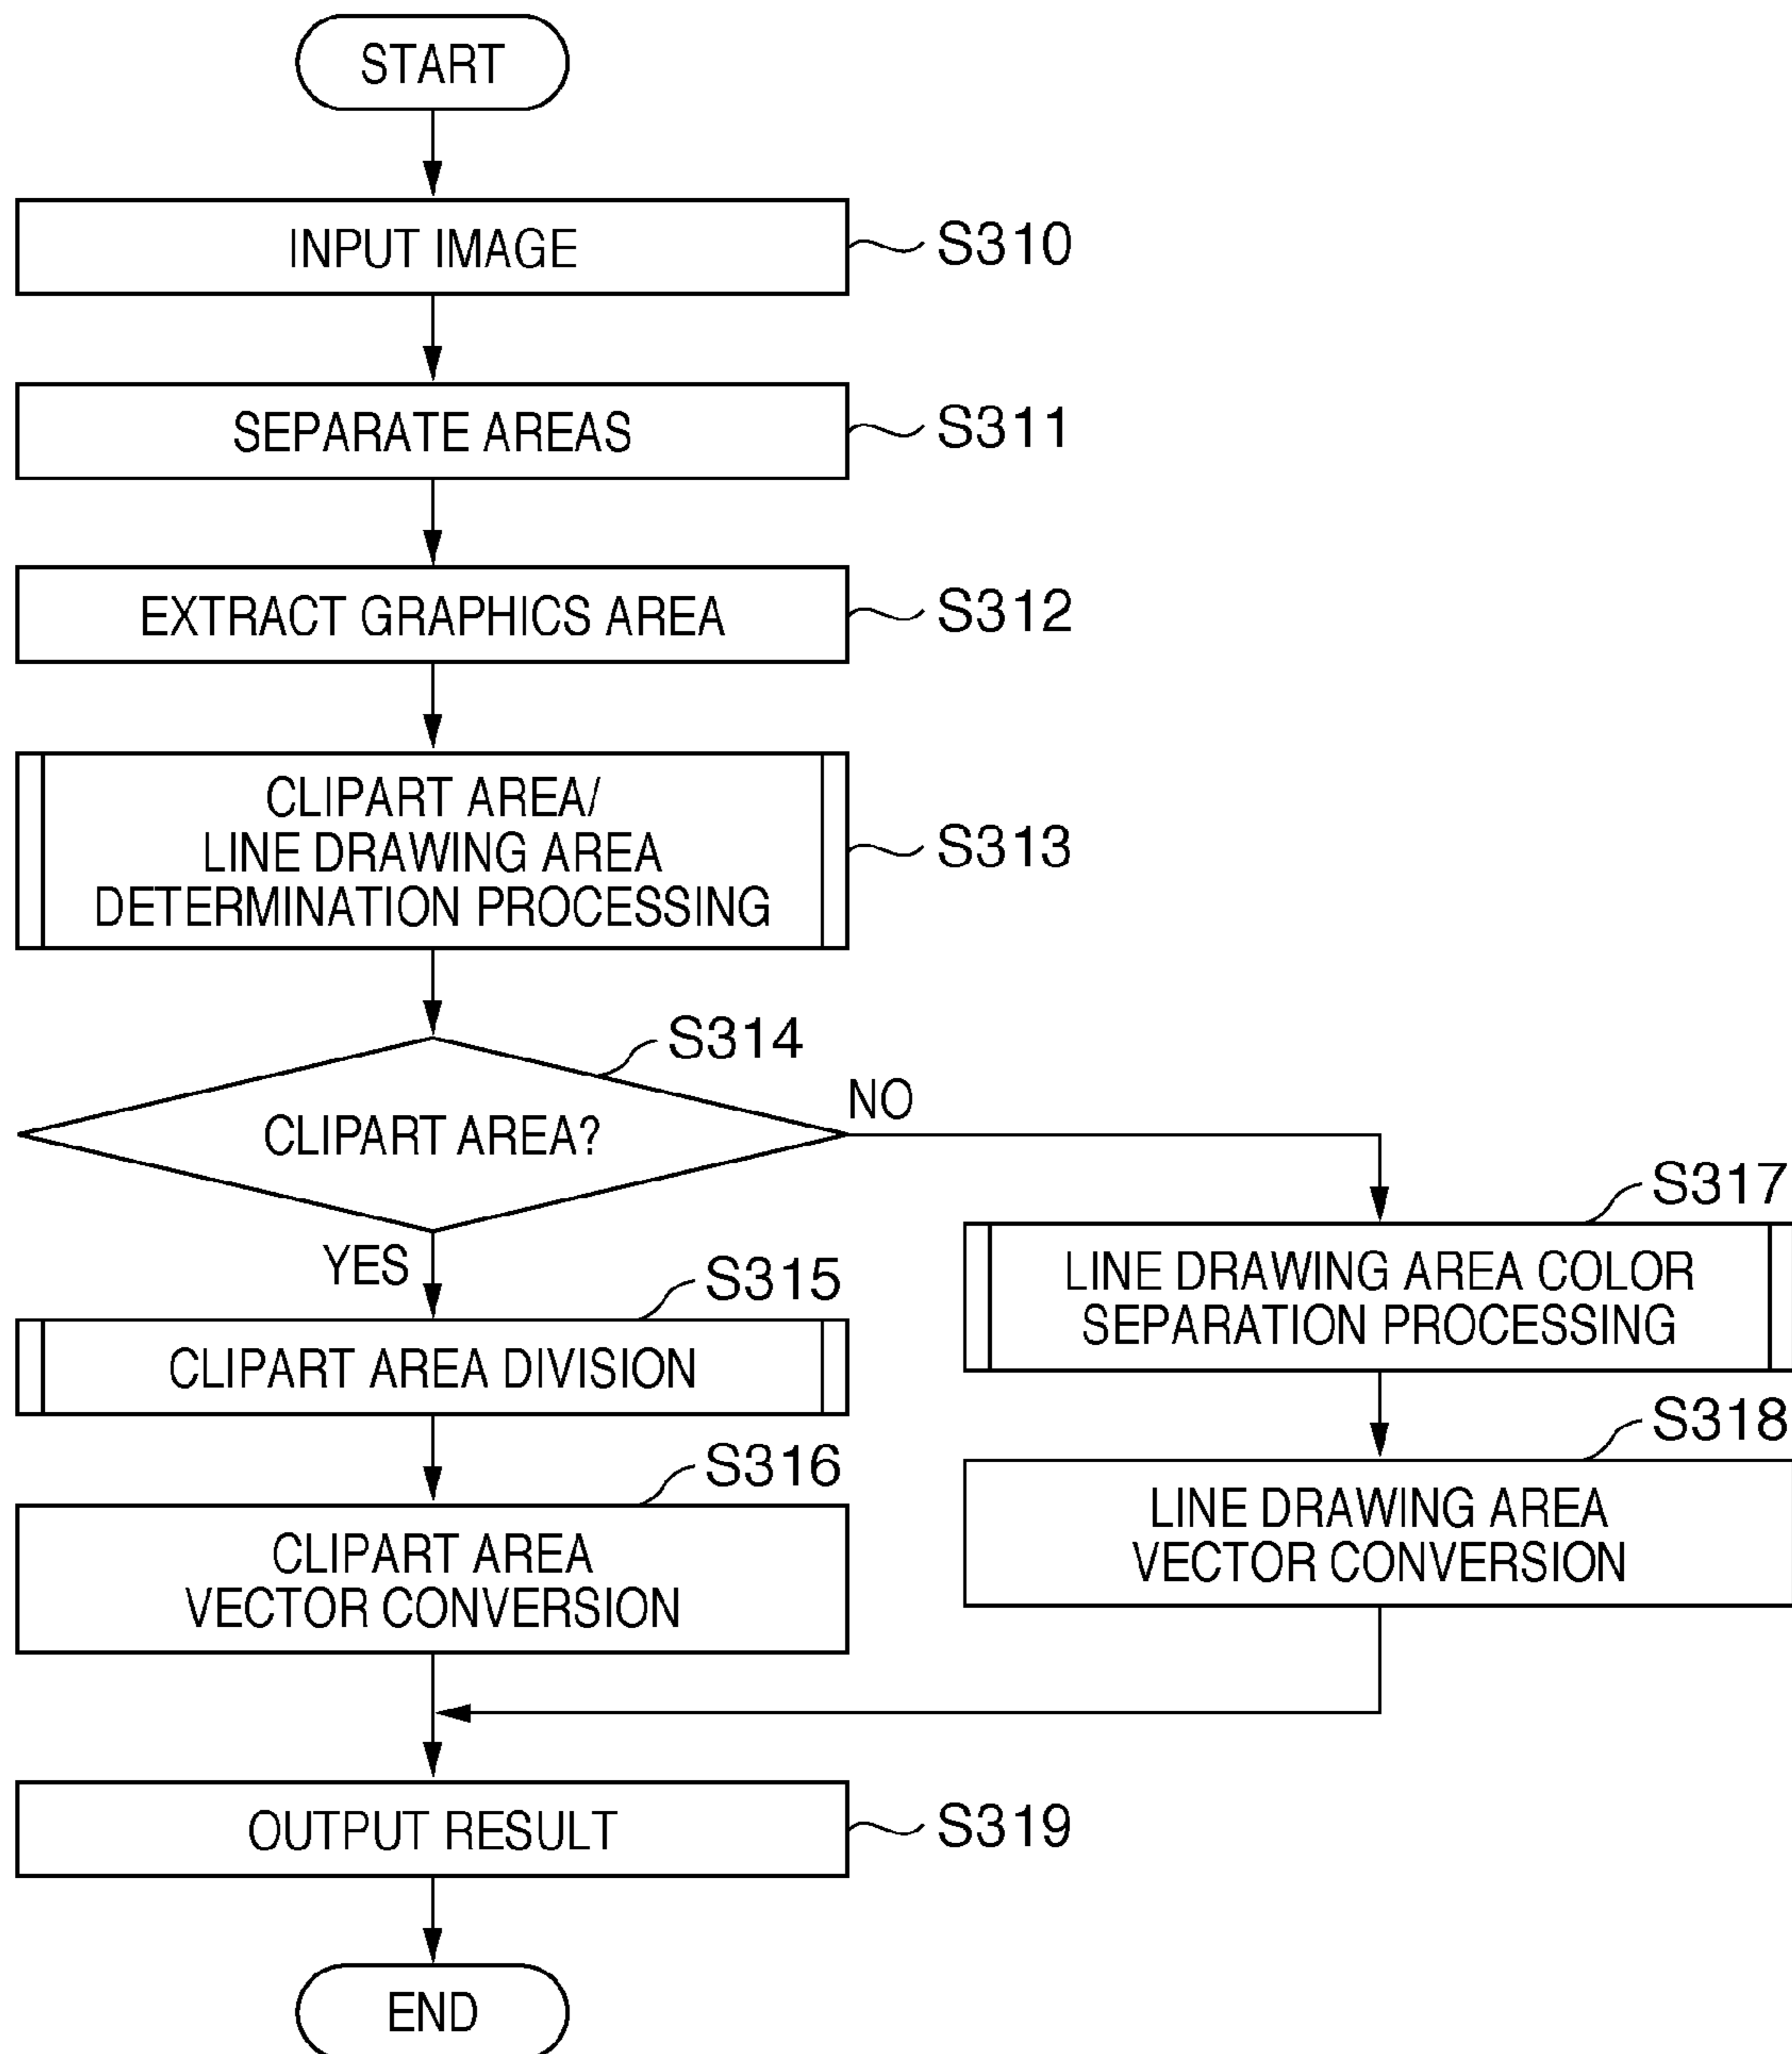 START
INPUT IMAGE
S310
SEPARATE AREAS
S311
EXTRACT GRAPHICS AREA
S312
CLIPART AREA/
LINE DRAWING AREA
DETERMINATION PROCESSING
S313
S314
CLIPART AREA?
NO
YES
S315
CLIPART AREA DIVISION
S316
CLIPART AREA
VECTOR CONVERSION
S317
LINE DRAWING AREA COLOR
SEPARATION PROCESSING
S318
LINE DRAWING AREA
VECTOR CONVERSION
OUTPUT RESULT
S319
END